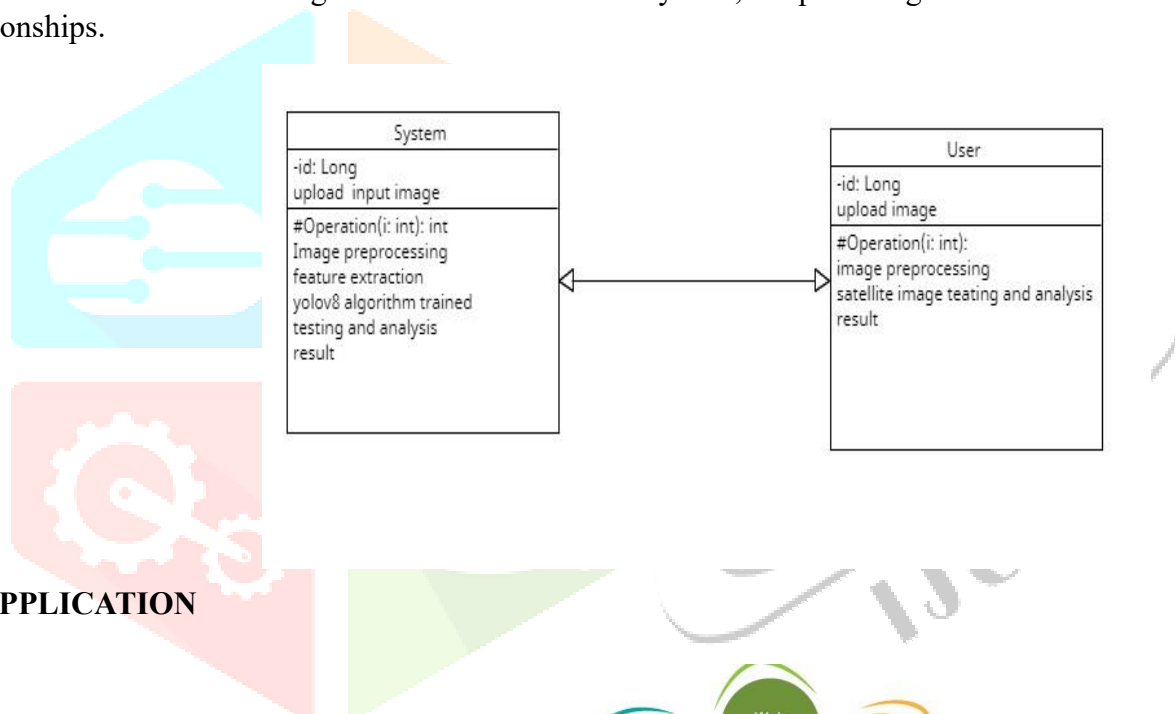 onships.
System
-id: Long
upload input image
#Operation(i: int): int
Image preprocessing
feature extraction
yolov8 algorithm trained
testing and analysis
result
User
-id: Long
upload image
#Operation(i: int):
image preprocessing
satellite image teating and analysis
result
PPLICATION